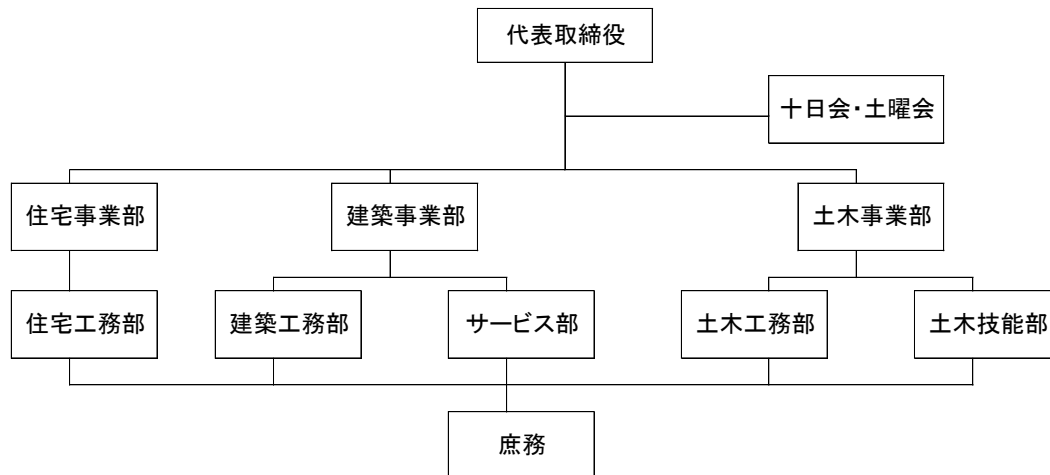 代表取締役
十日会・土曜会
住宅事業部
建築事業部
土木事業部
住宅工務部
建築工務部
サービス部
土木工務部
土木技能部
庶務